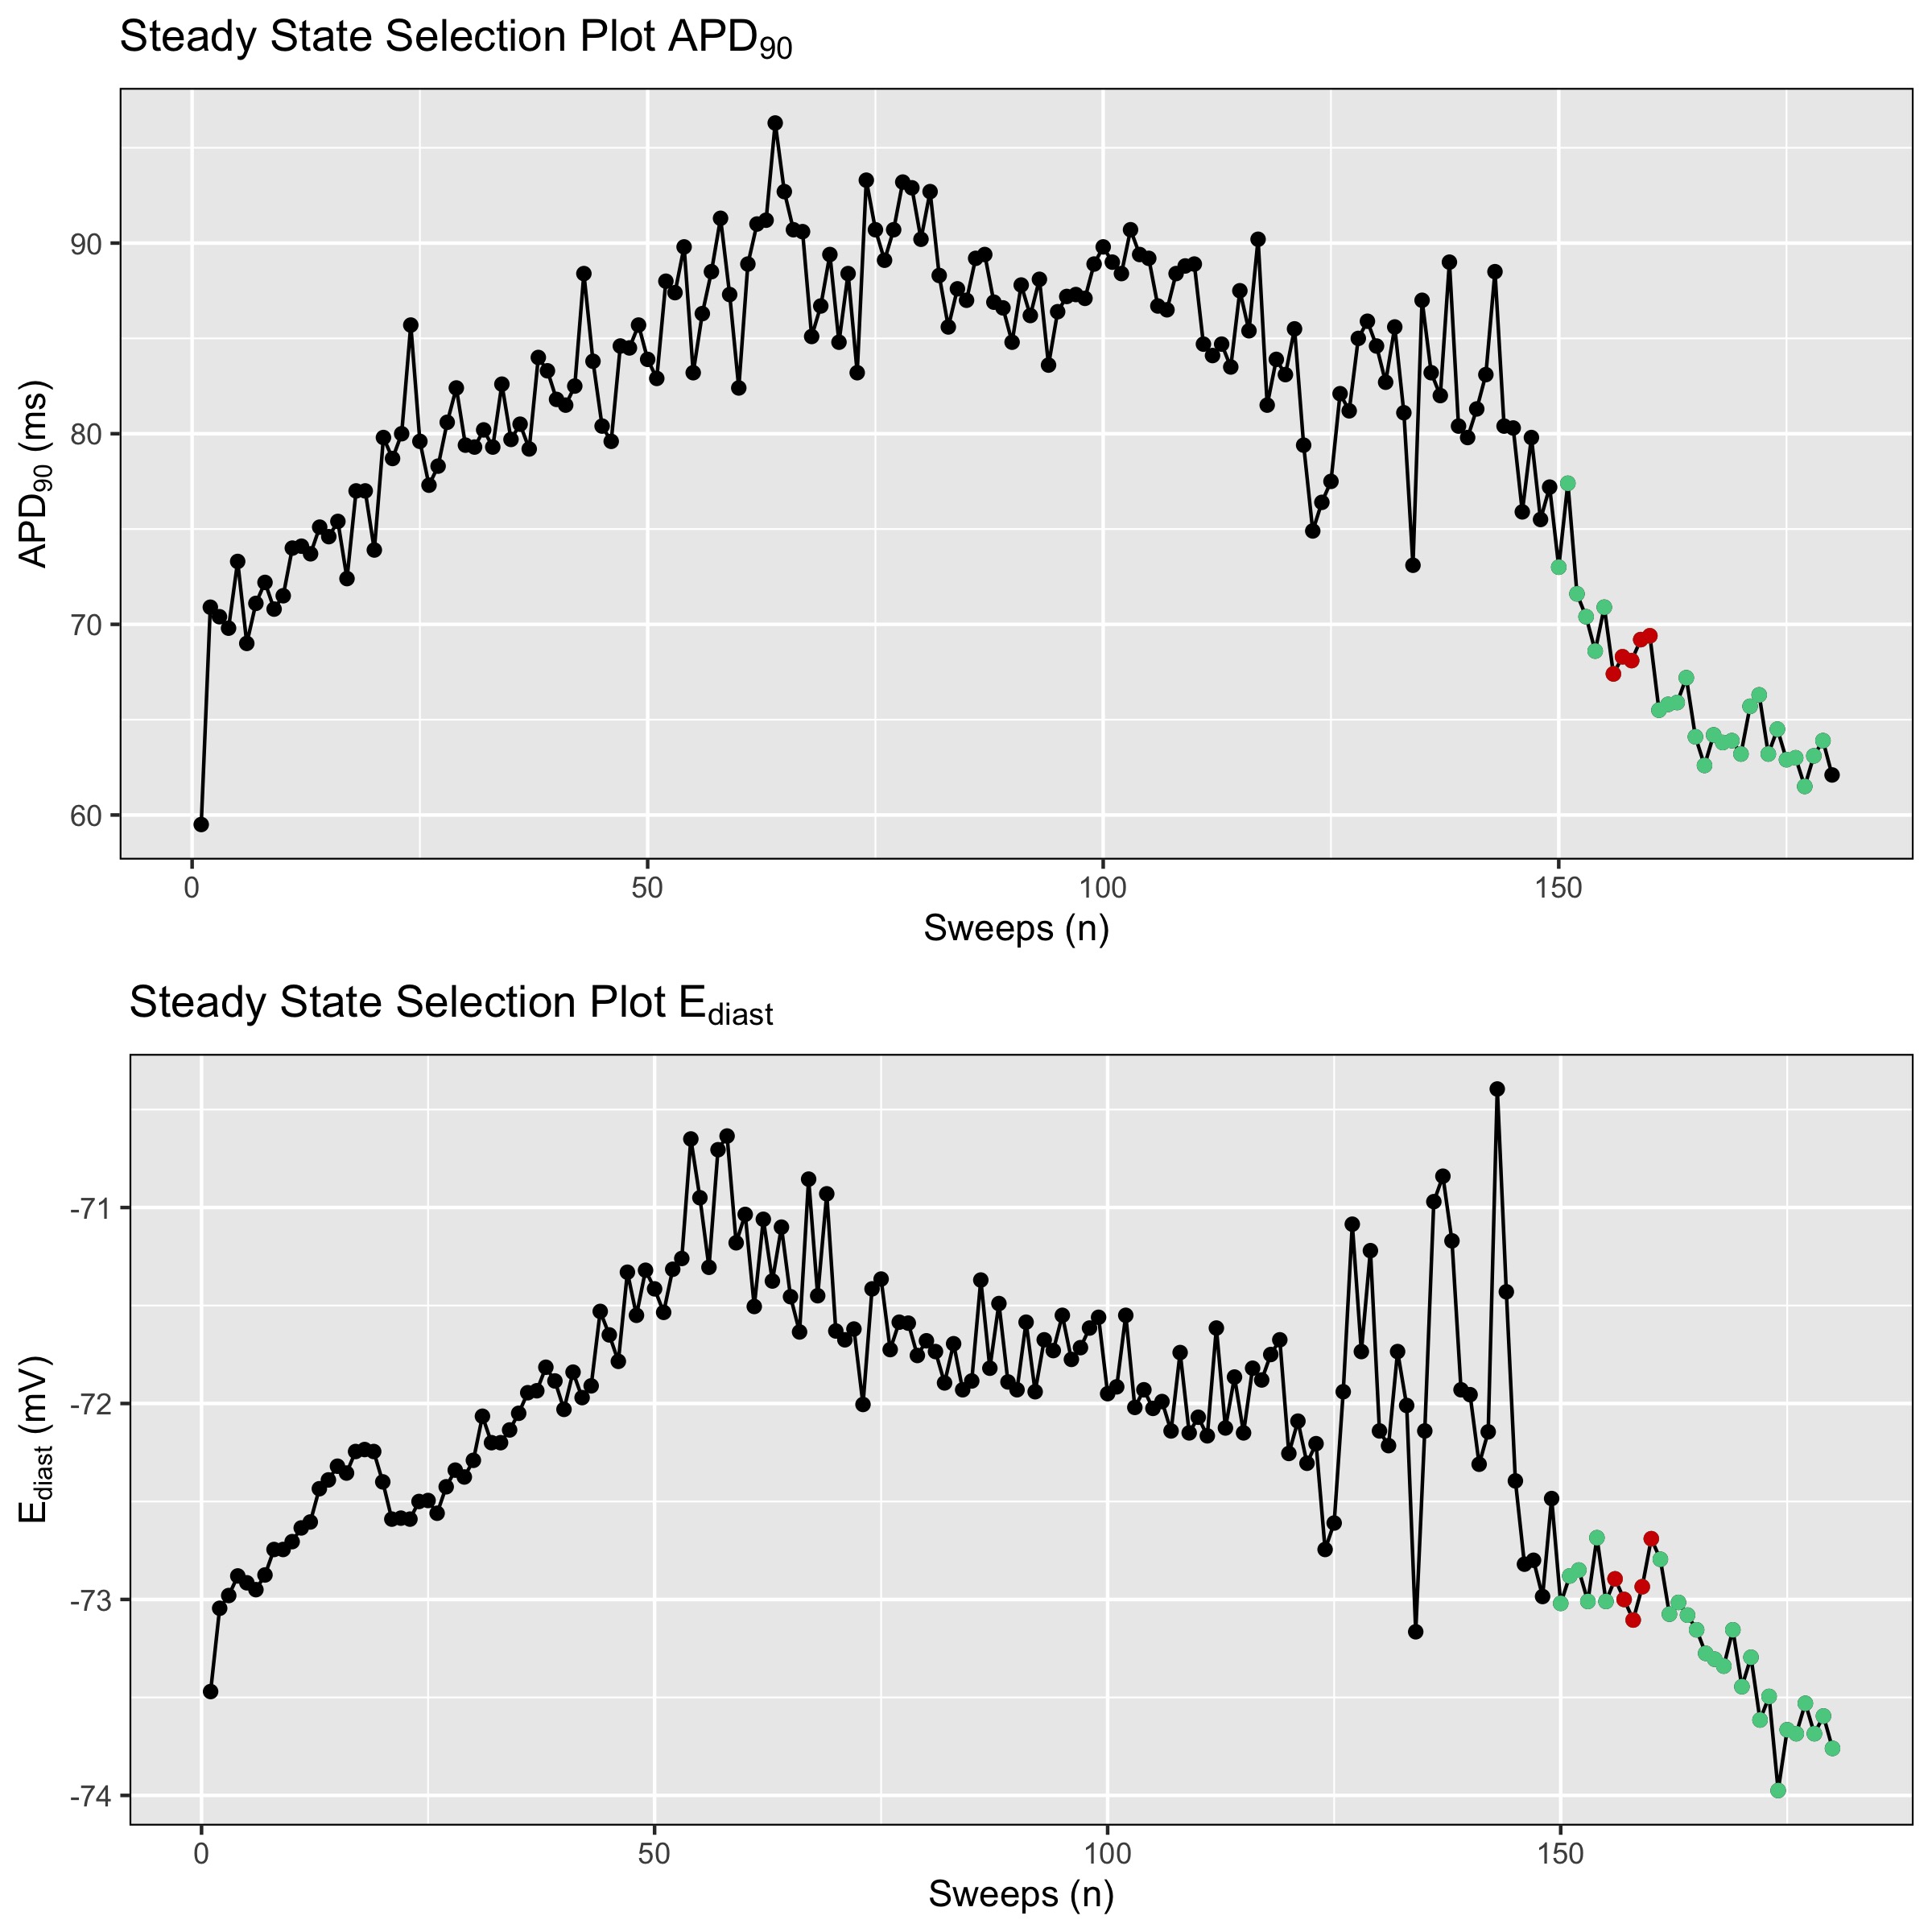 Steady State Selection Plot APD90
90
80
70
60
APD90 (ms)
0 50 100 150
Sweeps (n)
Steady State Selection Plot Ediast
-71
-72
-73
-74
Ediast (mV)
0 50 100 150
Sweeps (n)